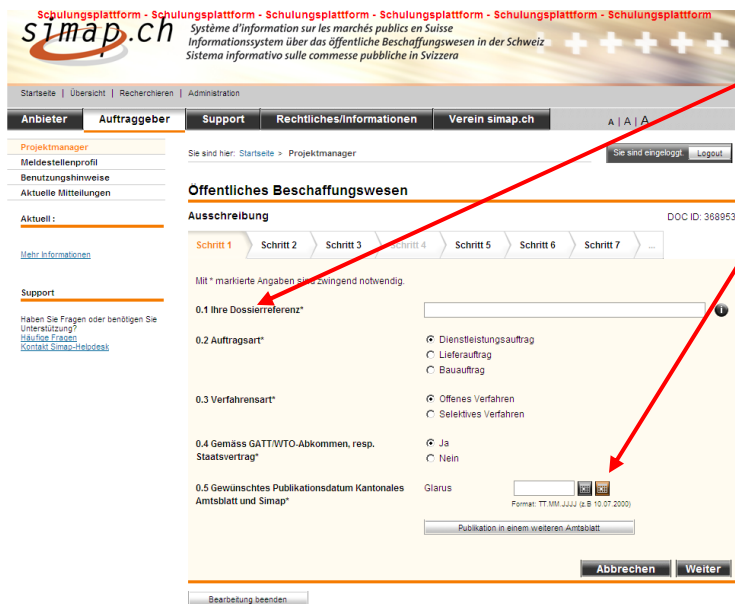 Schulungsplattform - Schulungsplattform - Schulungsplattform - Schulungsplattform - Schulungsplattform - Schulungsplattform
simap.ch
Système d'information sur les marchés publics en Suisse
Informationssystem über das öffentliche Beschaffungswesen in der Schweiz
Sistema informativo sulle commesse pubbliche in Svizzera
Startseite | Übersicht | Recherchieren | Administration
Anbieter Auftraggeber Support Rechtliches/Informationen Verein simap.ch A | A | A
Projektmanager
Meldestellenprofil
Benutzungshinweise
Aktuelle Mitteilungen
Aktuell :
Mehr Informationen
Support
Haben Sie Fragen oder benötigen Sie
Unterstützung?
Häufige Fragen
Kontakt Simap-Helpdesk
Sie sind hier: Startseite > Projektmanager
Sie sind eingeloggt. Logout
Öffentliches Beschaffungswesen
Ausschreibung DOC ID: 368953
Schritt 1 Schritt 2 Schritt 3 Schritt 4 Schritt 5 Schritt 6 Schritt 7 ...
Mit * markierte Angaben sind zwingend notwendig.
0.1 Ihre Dossierreferenz*
0.2 Auftragsart* Dienstleistungsauftrag
Lieferauftrag
Bauauftrag
0.3 Verfahrensart* Offenes Verfahren
Selektives Verfahren
0.4 Gemäss GATT/WTO-Abkommen, resp. Ja
Staatsvertrag* Nein
0.5 Gewünschtes Publikationsdatum Kantonales Glarus
Amtsblatt und Simap*
Format: TT.MM.JJJJ (z.B 10.07.2000)
Publikation in einem weiteren Amtsblatt
Abbrechen Weiter
Bearbeitung beenden